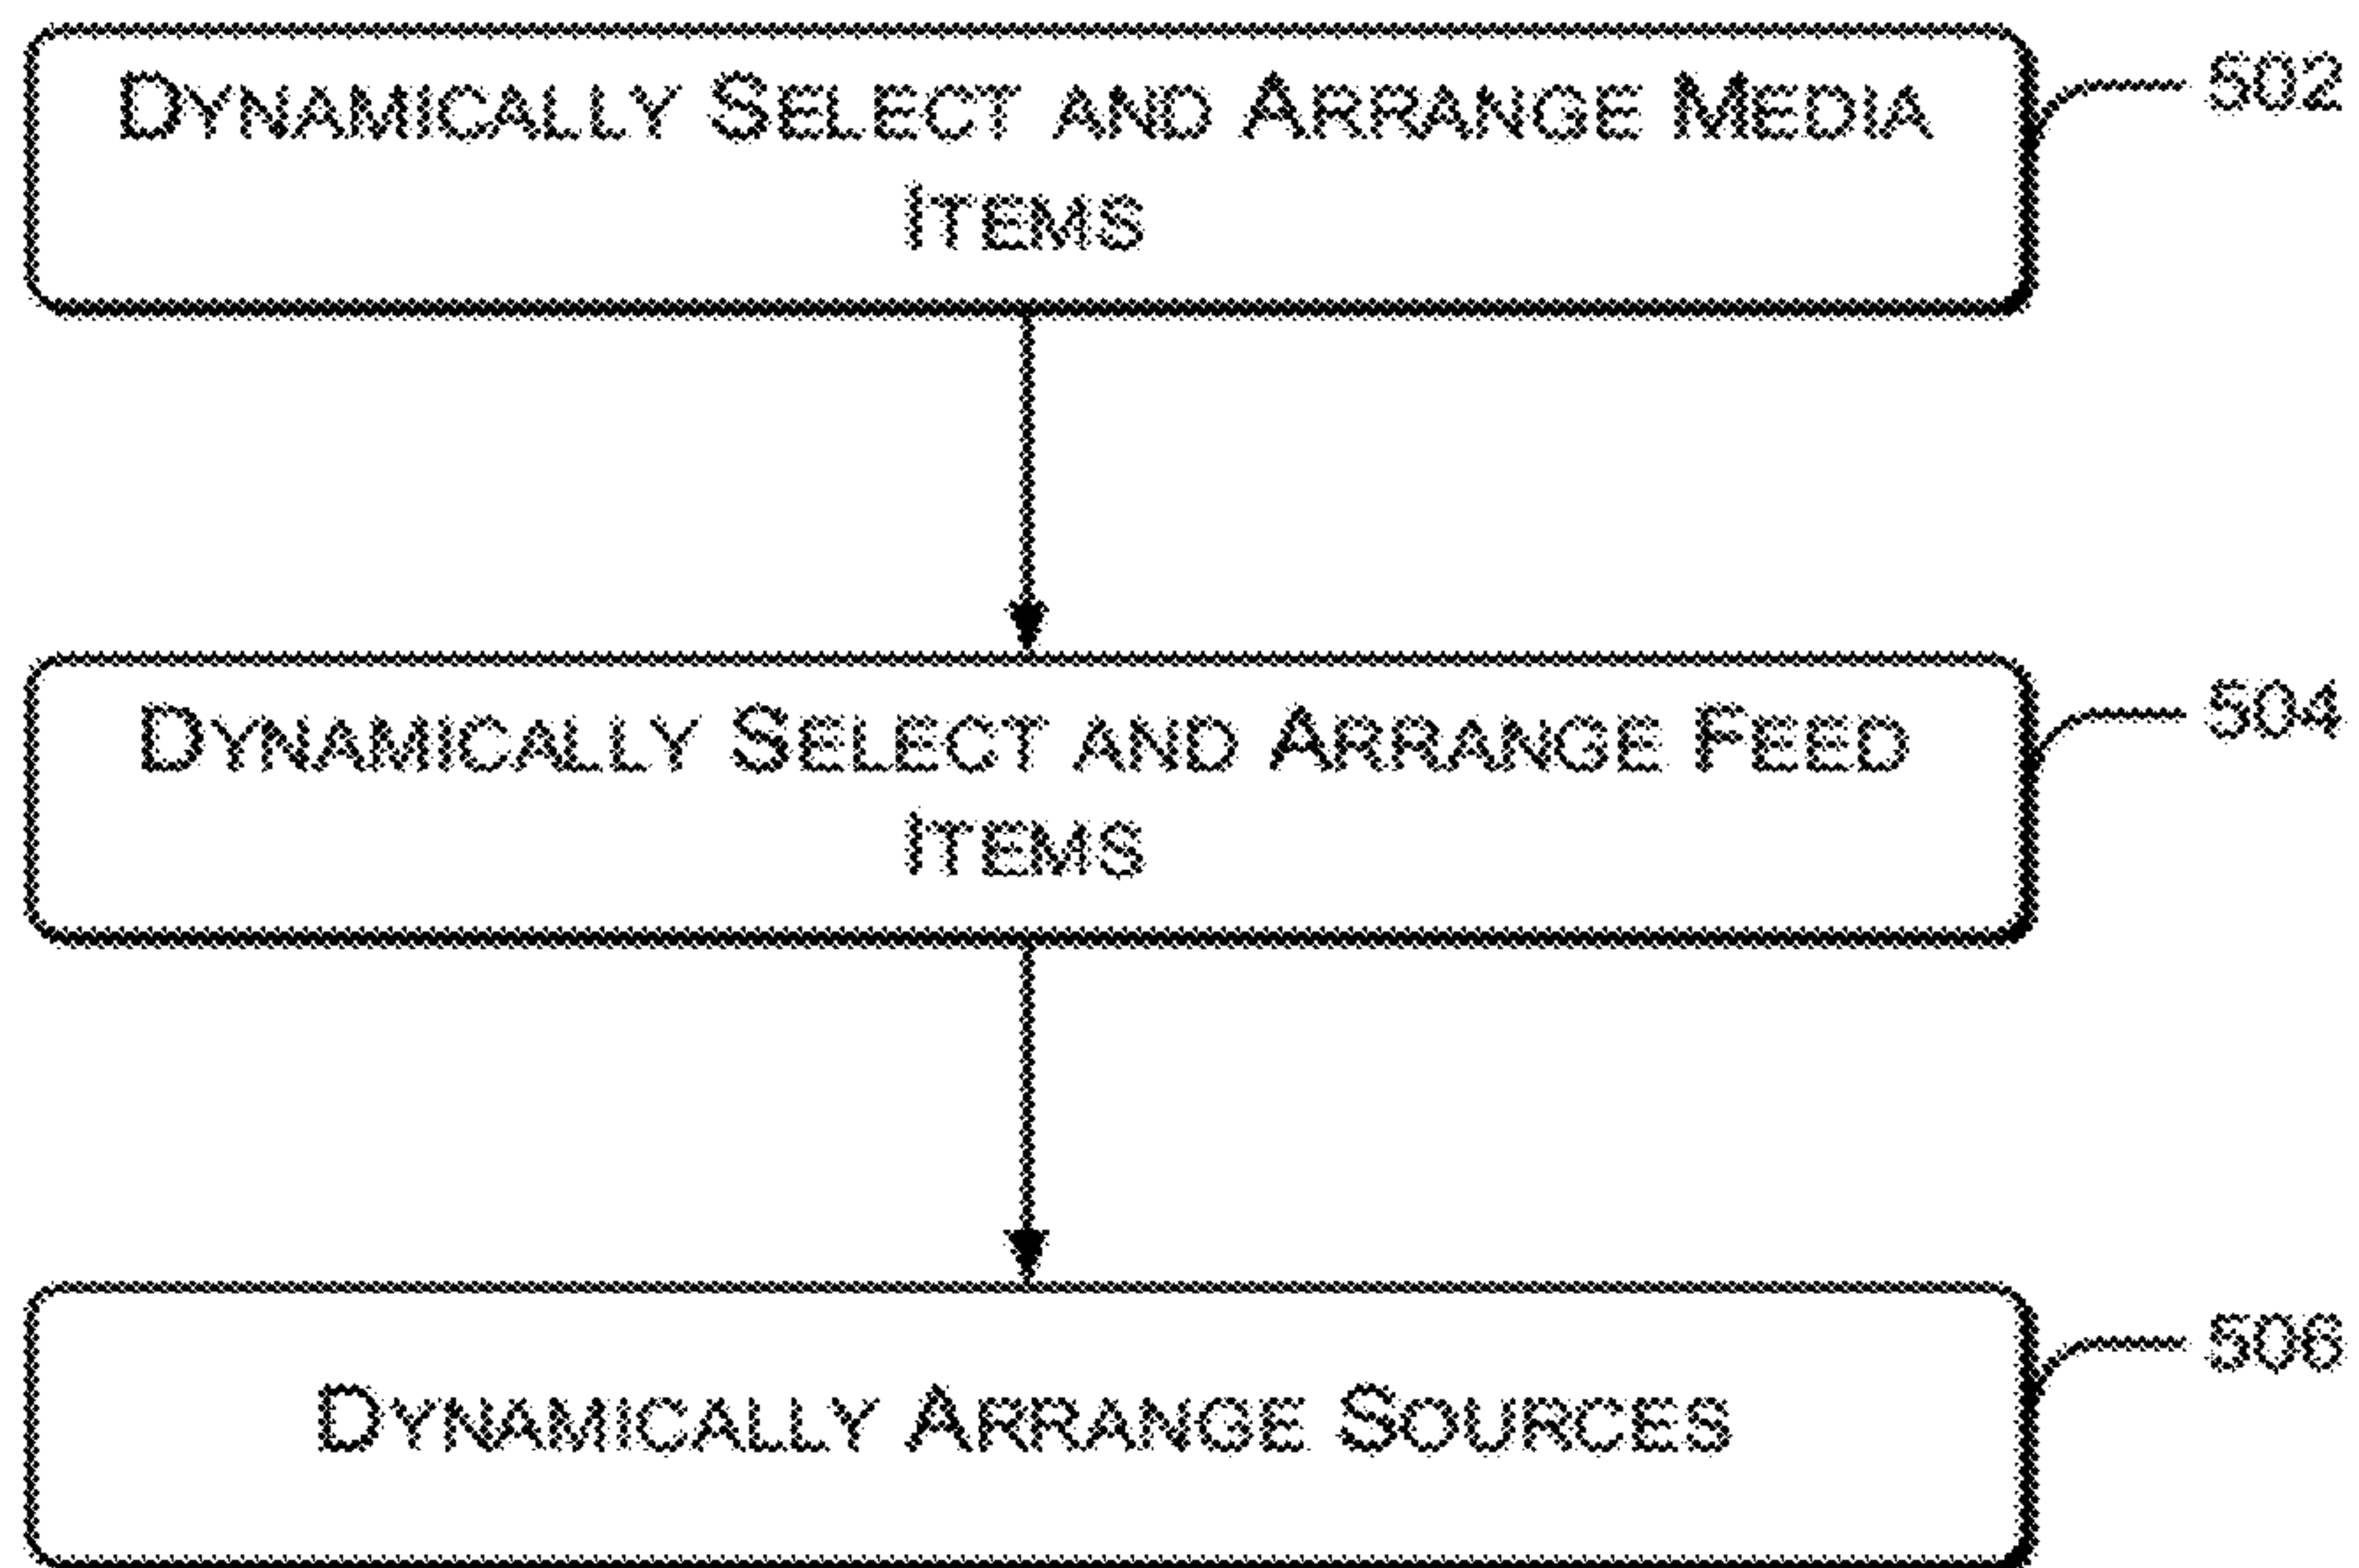 DYNAMICALLY SELECT AND ARRANGE MEDIA
ITEMS
502
DYNAMICALLY SELECT AND ARRANGE FEED
ITEMS
504
DYNAMICALLY ARRANGE SOURCES
506